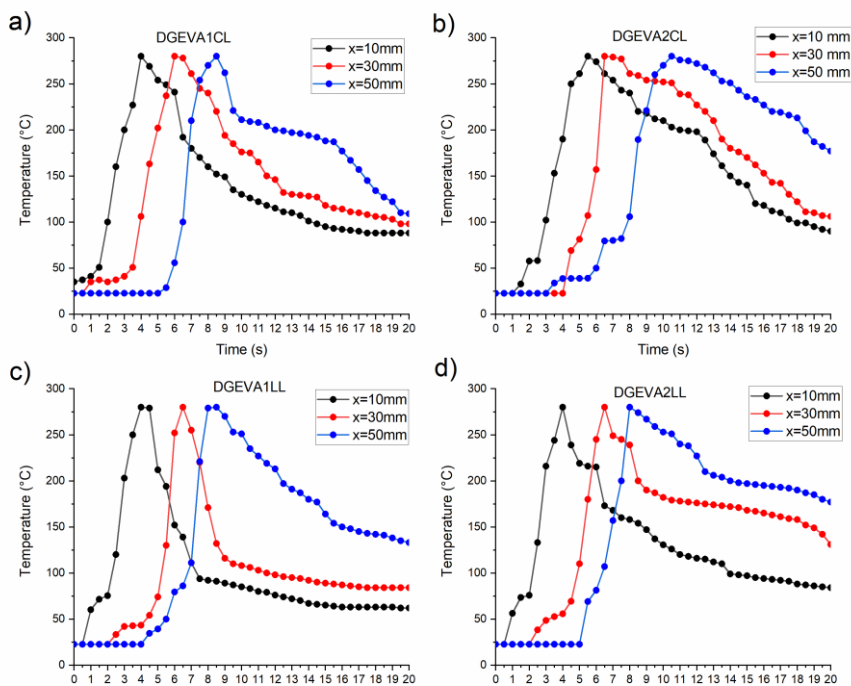 a)
DGEVA1CL
x=10mm
x=30mm
x=50mm
Temperature (°C)
300
250
200
150
100
50
0
0 1 2 3 4 5 6 7 8 9 10 11 12 13 14 15 16 17 18 19 20
Time (s)
b)
DGEVA2CL
x=10 mm
x=30 mm
x=50 mm
Temperature (°C)
300
250
200
150
100
50
0
0 1 2 3 4 5 6 7 8 9 10 11 12 13 14 15 16 17 18 19 20
Time (s)
c)
DGEVA1LL
x=10mm
x=30mm
x=50mm
Temperature (°C)
300
250
200
150
100
50
0
0 1 2 3 4 5 6 7 8 9 10 11 12 13 14 15 16 17 18 19 20
d)
DGEVA2LL
x=10mm
x=30mm
x=50mm
Temperature (°C)
300
250
200
150
100
50
0
0 1 2 3 4 5 6 7 8 9 10 11 12 13 14 15 16 17 18 19 20